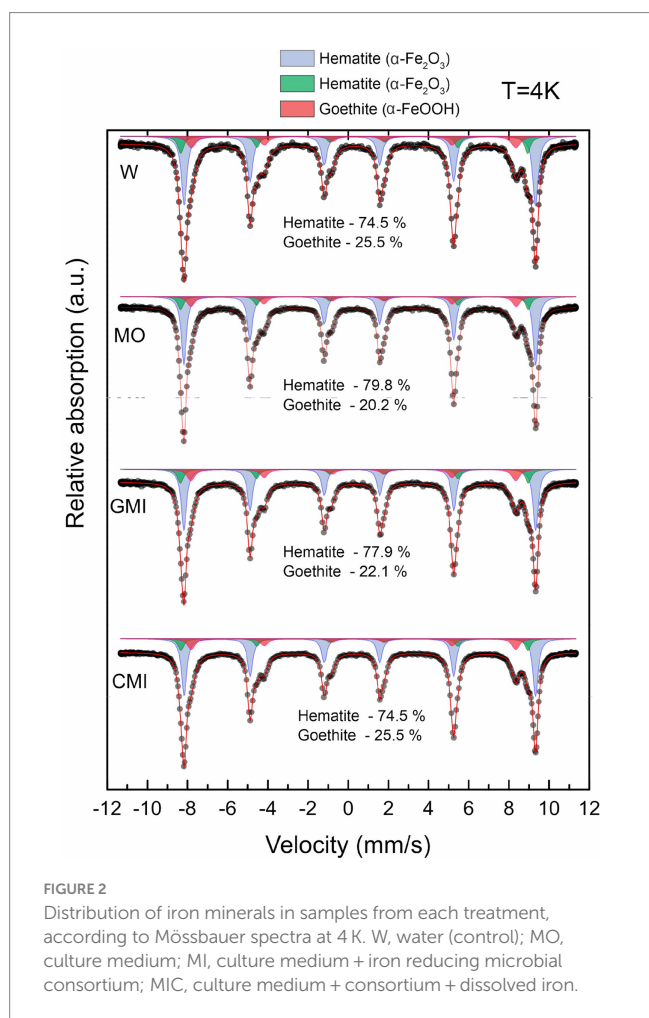 Hematite (α-Fe₂O₃)
Hematite (α-Fe₂O₃)
Goethite (α-FeOOH)
T=4K
W
Hematite - 74.5 %
Goethite - 25.5 %
MO
Hematite - 79.8 %
Goethite - 20.2 %
GMI
Hematite - 77.9 %
Goethite - 22.1 %
CMI
Hematite - 74.5 %
Goethite - 25.5 %
Relative absorption (a.u.)
-12 -10 -8 -6 -4 -2 0 2 4 6 8 10 12
Velocity (mm/s)
FIGURE 2
Distribution of iron minerals in samples from each treatment,
according to Mössbauer spectra at 4 K. W, water (control); MO,
culture medium; MI, culture medium + iron reducing microbial
consortium; MIC, culture medium + consortium + dissolved iron.